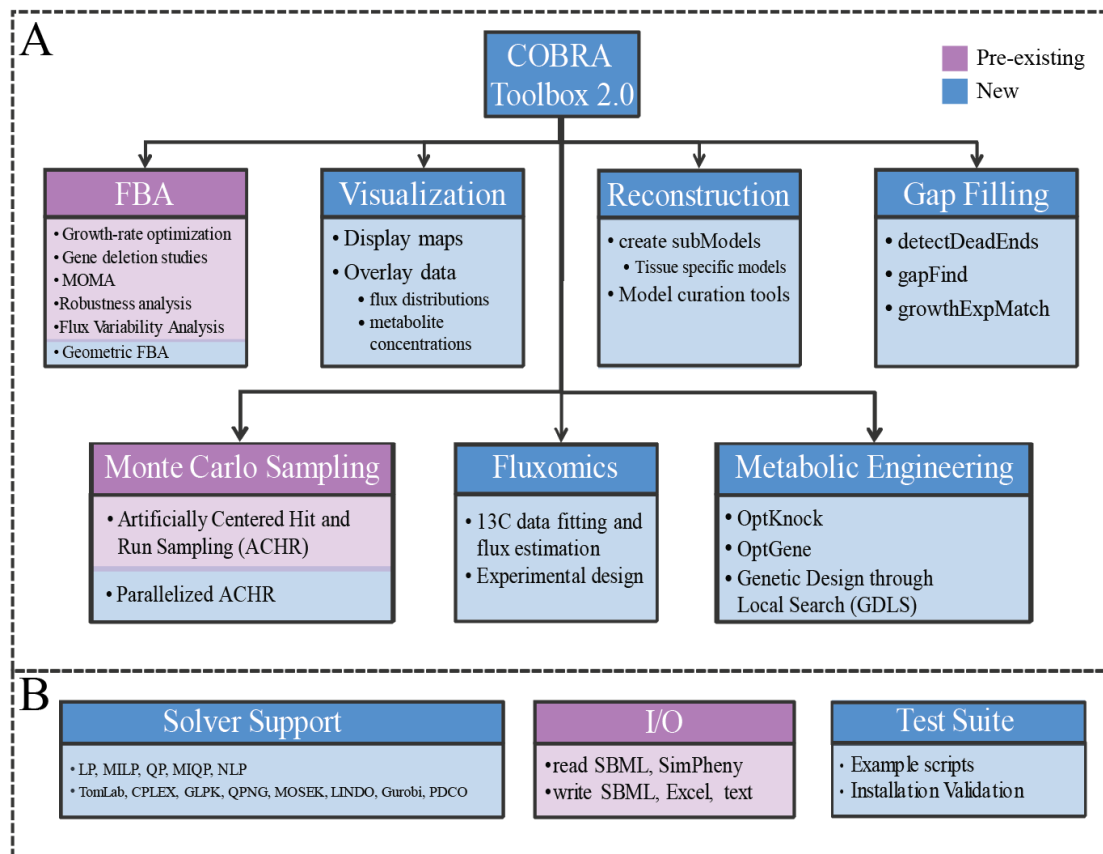 A
COBRA
Toolbox 2.0
Pre-existing
New
FBA
• Growth-rate optimization
• Gene deletion studies
• MOMA
•Robustness analysis
•Flux Variability Analysis
• Geometric FBA
Visualization
• Display maps
• Overlay data
• flux distributions
• metabolite
concentrations
Reconstruction
• create subModels
• Tissue specific models
• Model curation tools
Gap Filling
• detectDeadEnds
• gapFind
• growthExpMatch
Monte Carlo Sampling
• Artificially Centered Hit and
Run Sampling (ACHR)
• Parallelized ACHR
Fluxomics
• 13C data fitting and
flux estimation
• Experimental design
Metabolic Engineering
• OptKnock
• OptGene
• Genetic Design through
Local Search (GDLS)
B
Solver Support
• LP, MILP, QP, MIQP, NLP
• TomLab, CPLEX, GLPK, QPNG, MOSEK, LINDO, Gurobi, PDCO
I/O
•read SBML, SimPheny
•write SBML, Excel, text
Test Suite
• Example scripts
• Installation Validation